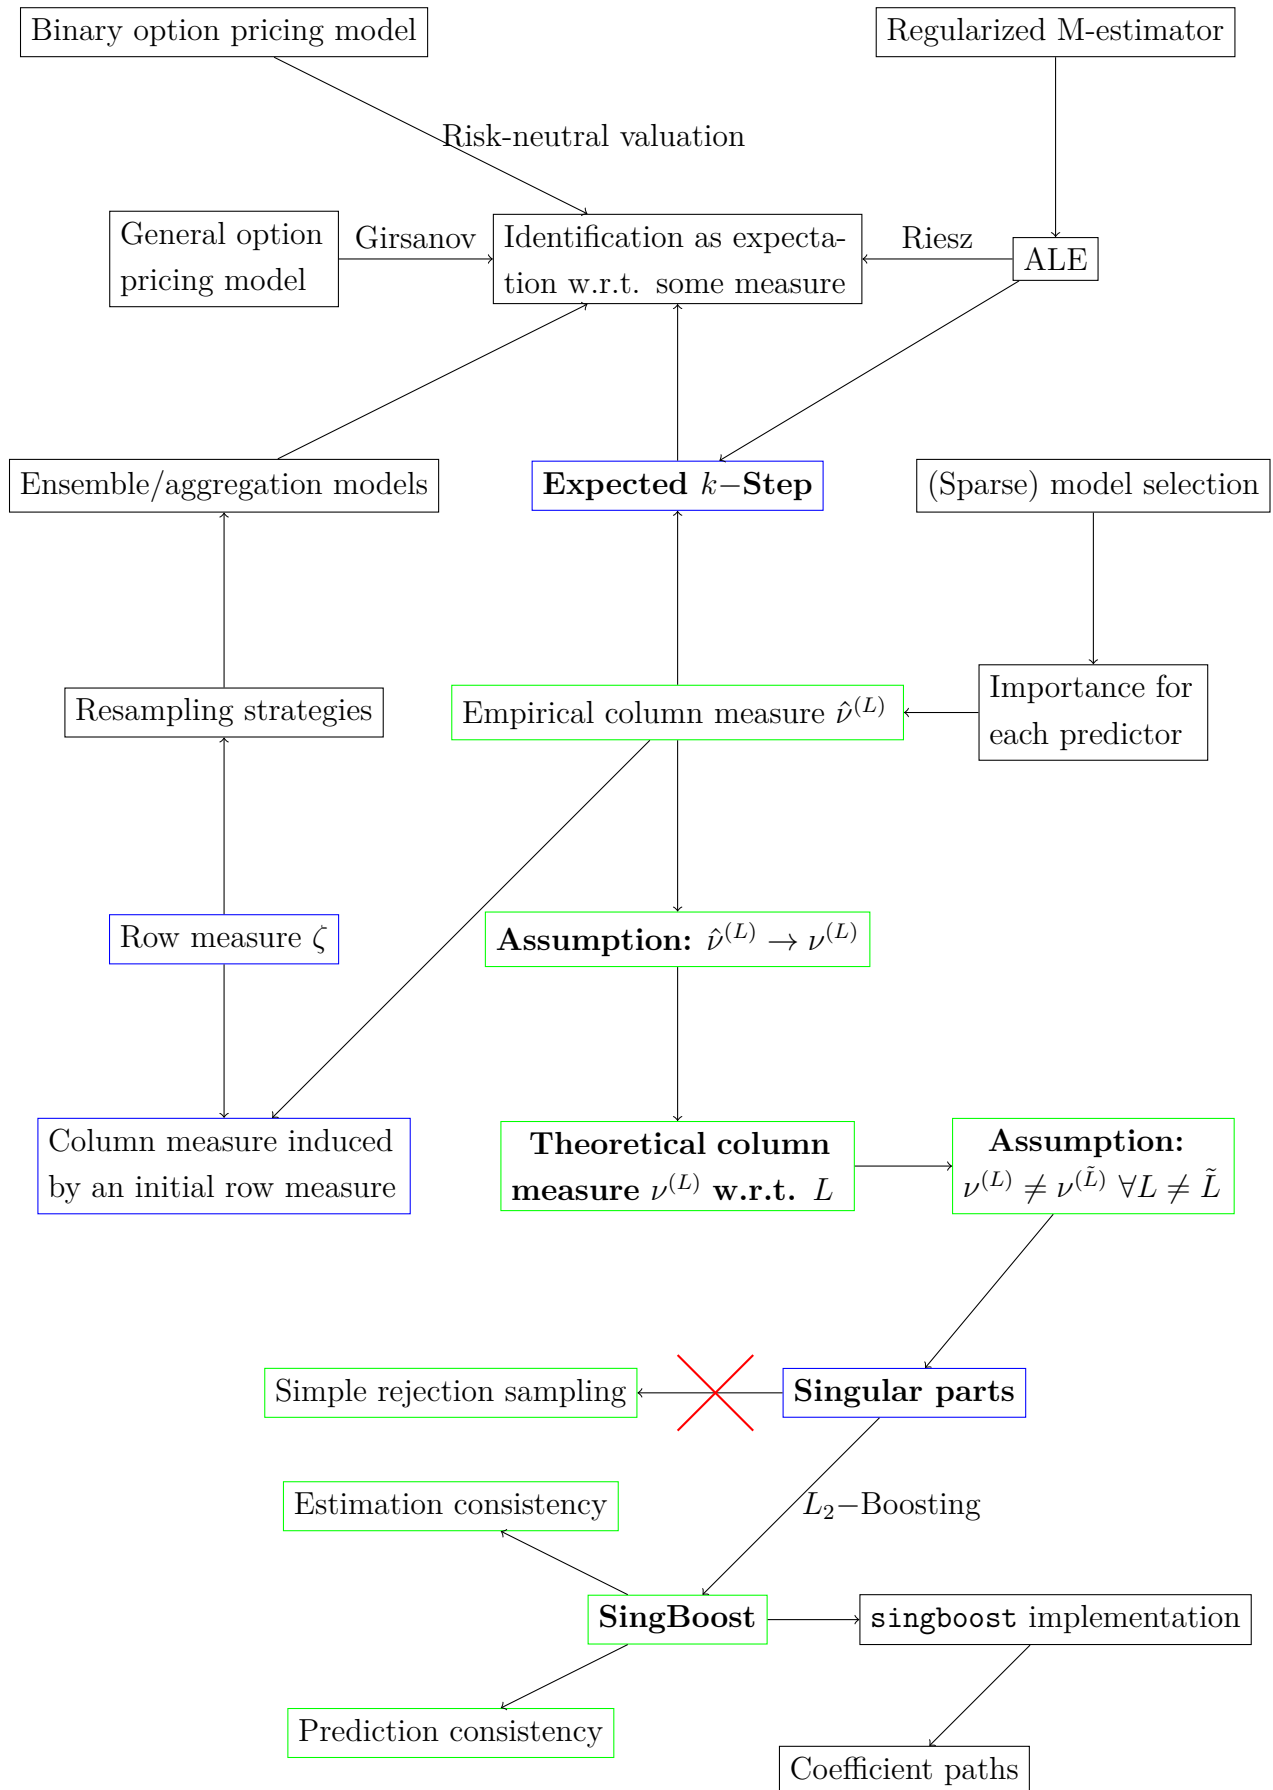 Binary option pricing model
Regularized M-estimator
Risk-neutral valuation
General option
pricing model
Girsanov
Identification as expecta-
tion w.r.t. some measure
Riesz
ALE
Ensemble/aggregation models
Expected k−Step
(Sparse) model selection
Resampling strategies
Empirical column measure ν̂^(L)
Importance for
each predictor
Row measure ζ
Assumption: ν̂^(L) → ν^(L)
Column measure induced
by an initial row measure
Theoretical column
measure ν^(L) w.r.t. L
Assumption:
ν^(L) ≠ ν^(L̃) ∀L ≠ L̃
Simple rejection sampling
Singular parts
Estimation consistency
L₂−Boosting
SingBoost
singboost implementation
Prediction consistency
Coefficient paths